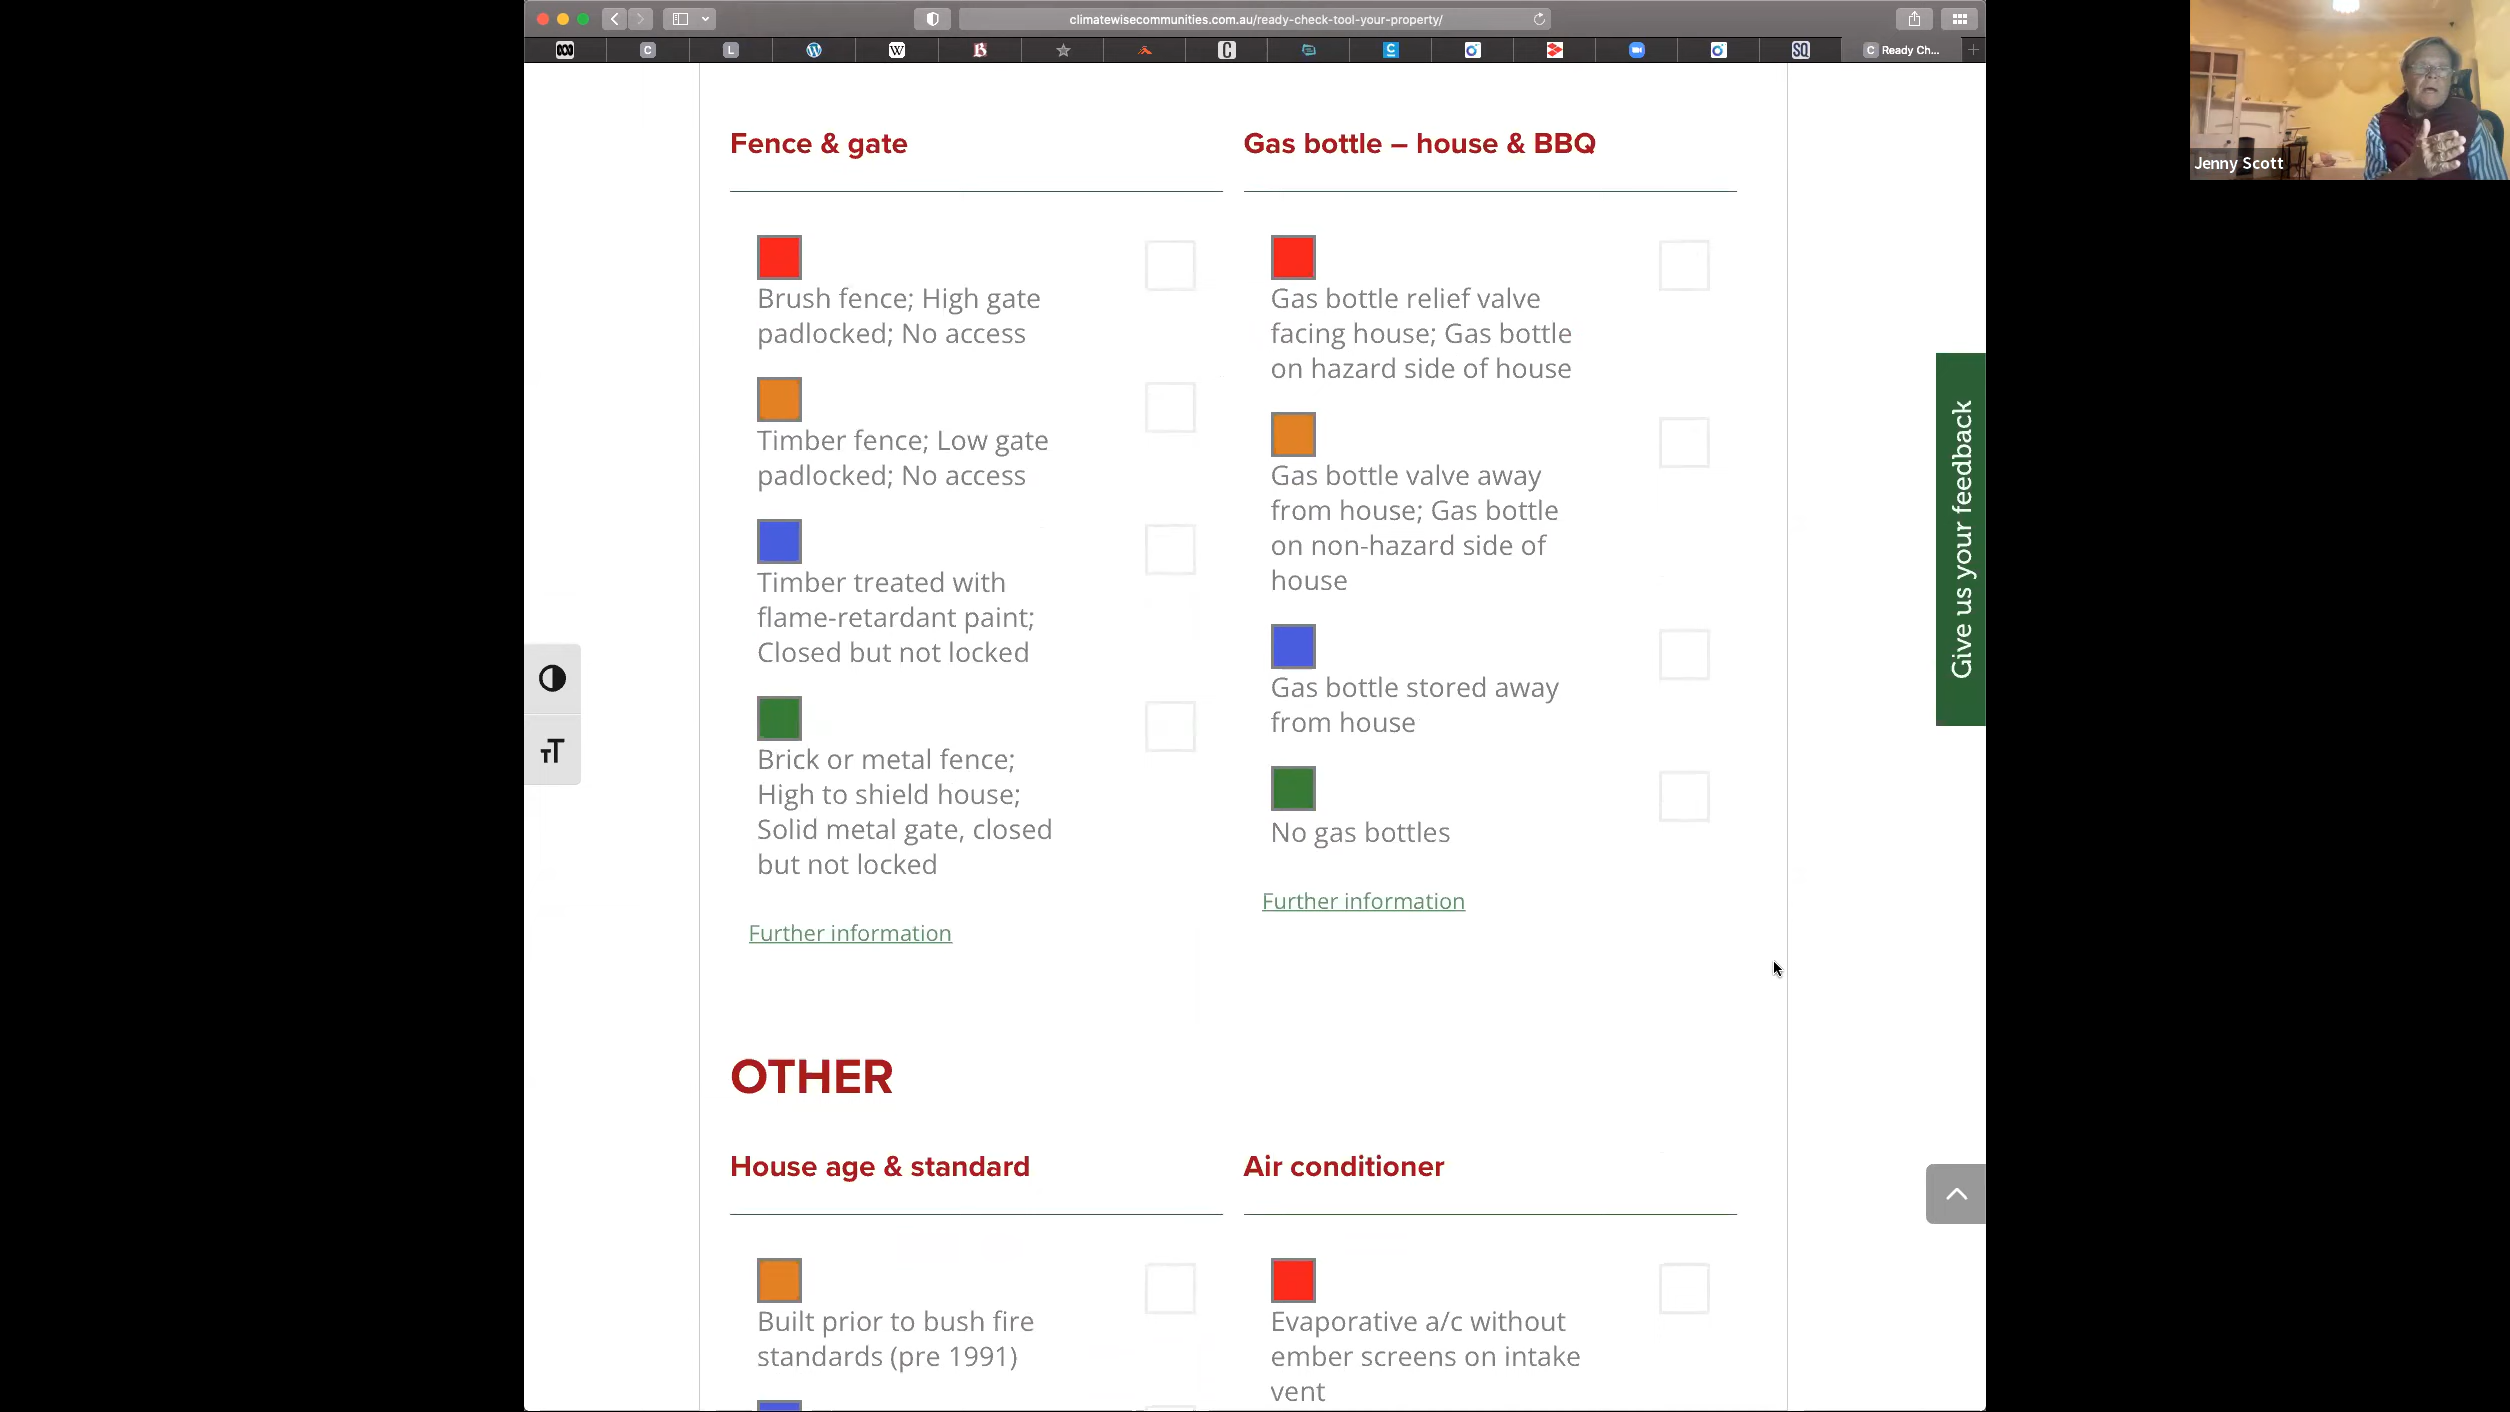 climatewisecommunities.com.au/ready-check-tool-your-property/
C
L
W
C
C
SQ
C Ready Ch...
Jenny Scott
Fence & gate
Brush fence; High gate
padlocked; No access
Timber fence; Low gate
padlocked; No access
Timber treated with
flame-retardant paint;
Closed but not locked
Brick or metal fence;
High to shield house;
Solid metal gate, closed
but not locked
Further information
Gas bottle – house & BBQ
Gas bottle relief valve
facing house; Gas bottle
on hazard side of house
Gas bottle valve away
from house; Gas bottle
on non-hazard side of
house
Gas bottle stored away
from house
No gas bottles
Further information
Give us your feedback
TT
OTHER
House age & standard
Built prior to bush fire
standards (pre 1991)
Air conditioner
Evaporative a/c without
ember screens on intake
vent